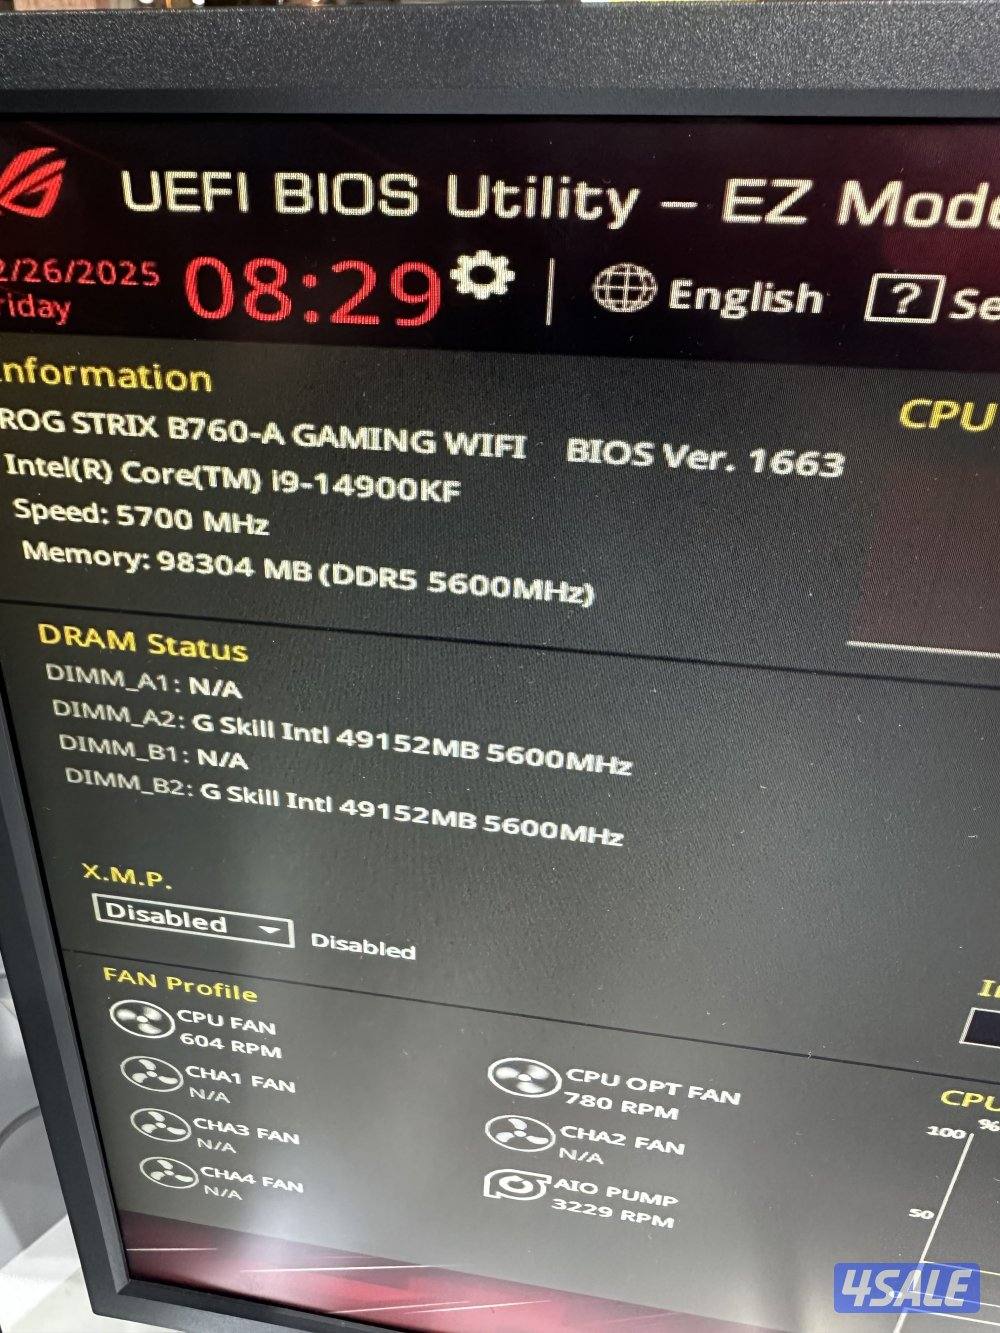 UEFI BIOS Utility – EZ Mode
2/26/2025
riday
08:29
English
? Se
nformation
ROG STRIX B760-A GAMING WIFI BIOS Ver. 1663
Intel(R) Core(TM) i9-14900KF
Speed: 5700 MHz
Memory: 98304 MB (DDR5 5600MHz)
CPU
DRAM Status
DIMM_A1: N/A
DIMM_A2: G Skill Intl 49152MB 5600MHz
DIMM_B1: N/A
DIMM_B2: G Skill Intl 49152MB 5600MHz
X.M.P.
Disabled
Disabled
FAN Profile
CPU FAN
604 RPM
CHA1 FAN
N/A
CHA3 FAN
N/A
CHA4 FAN
N/A
CPU OPT FAN
780 RPM
CHA2 FAN
N/A
AIO PUMP
3229 RPM
CPU
%
100
50
4SALE